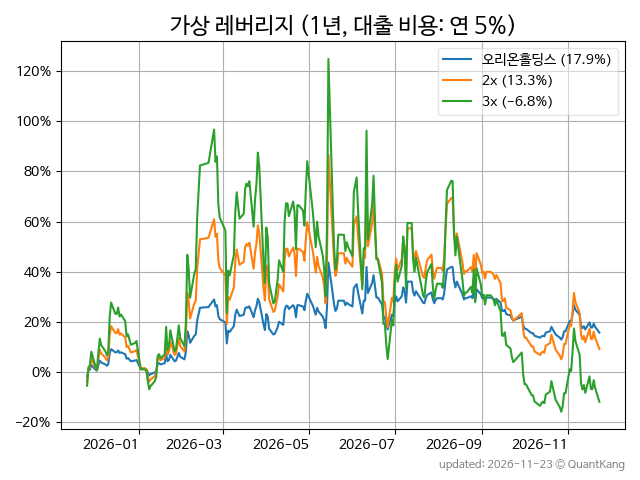 가상 레버리지 (1년, 대출 비용: 연 5%)
오리온홀딩스 (17.9%)
2x (13.3%)
3x (−6.8%)
120%
100%
80%
60%
40%
20%
0%
−20%
2026-01
2026-03
2026-05
2026-07
2026-09
2026-11
updated: 2026-11-23 ⓒ QuantKang